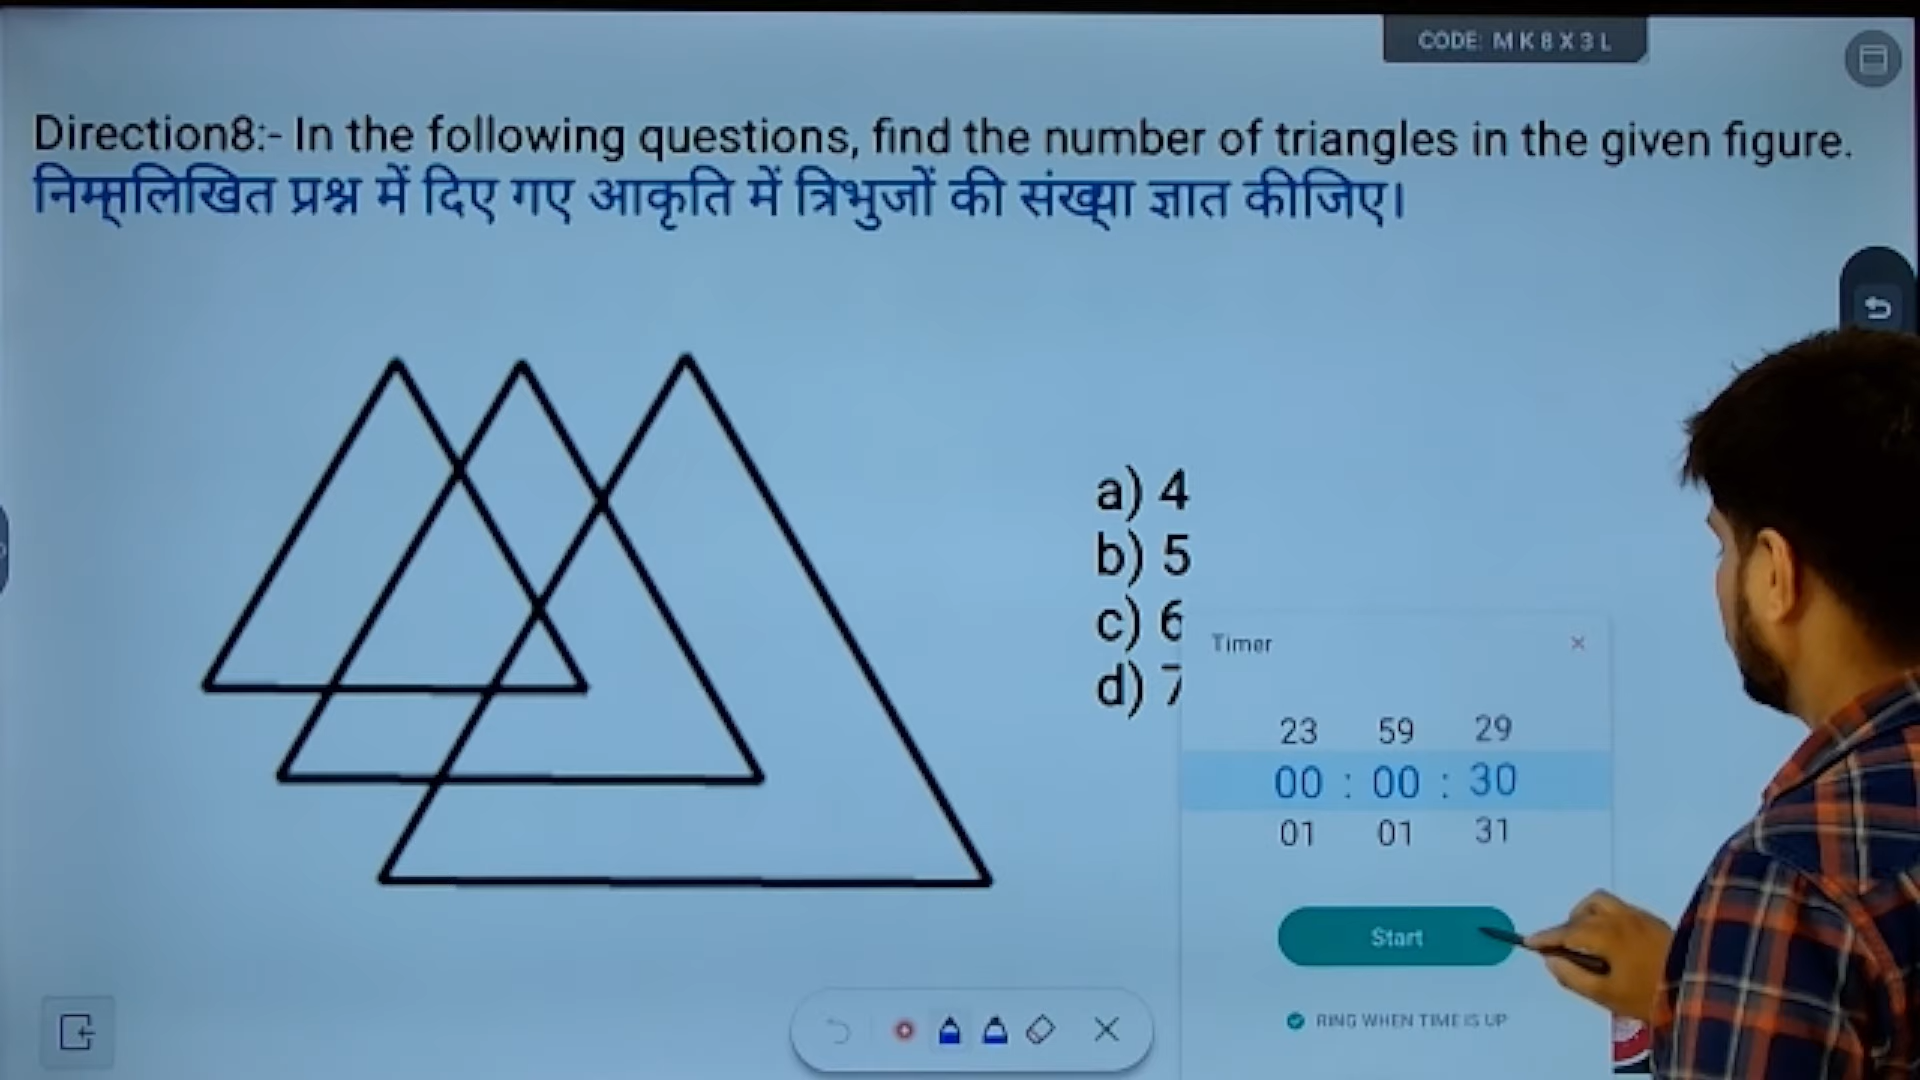 CODE: MK8X3L
Direction8:- In the following questions, find the number of triangles in the given figure.
निम्नलिखित प्रश्न में दिए गए आकृति में त्रिभुजों की संख्या ज्ञात कीजिए।
a) 4
b) 5
c) 6
d) 7
Timer
23 59 29
00 : 00 : 30
01 01 31
Start
RING WHEN TIME IS UP